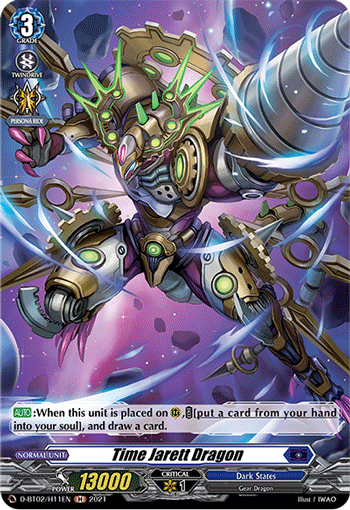 3
GRADE
TWINDRIVE
PERSONA RIDE
AUTO:When this unit is placed on , [put a card from your hand
into your soul], and draw a card.
NORMAL UNIT
Time Jarett Dragon
POWER 13000
CRITICAL
1
Dark States
Gear Dragon
D-BT02/H11EN H 2021
Illust / IWAO